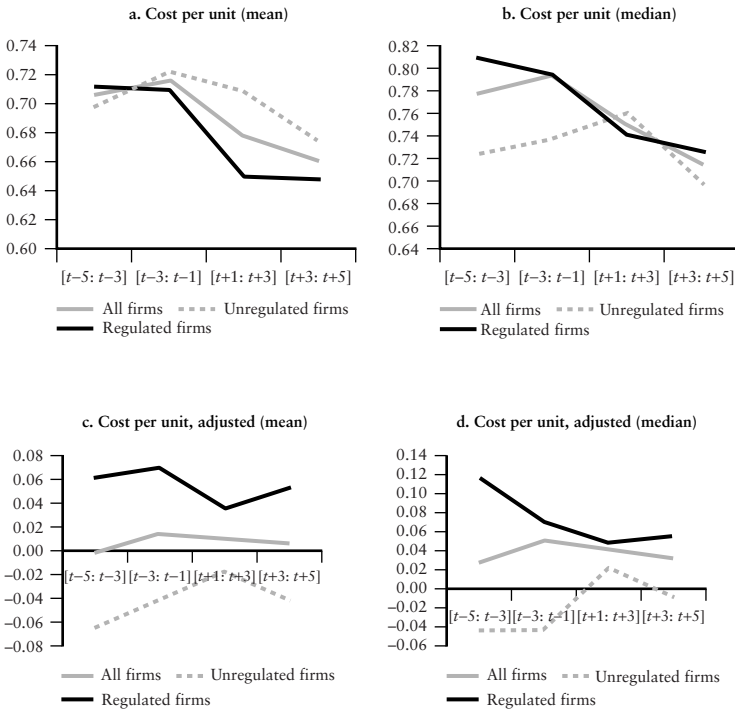 a. Cost per unit (mean)
0.74
0.72
0.70
0.68
0.66
0.64
0.62
0.60
[t−5: t−3] [t−3: t−1] [t+1: t+3] [t+3: t+5]
All firms Unregulated firms
Regulated firms
b. Cost per unit (median)
0.82
0.80
0.78
0.76
0.74
0.72
0.70
0.68
0.66
0.64
[t−5: t−3] [t−3: t−1] [t+1: t+3] [t+3: t+5]
All firms Unregulated firms
Regulated firms
c. Cost per unit, adjusted (mean)
0.08
0.06
0.04
0.02
0.00
−0.02
−0.04
−0.06
−0.08
[t−5: t−3] [t−3: t−1] [t+1: t+3] [t+3: t+5]
All firms Unregulated firms
Regulated firms
d. Cost per unit, adjusted (median)
0.14
0.12
0.10
0.08
0.06
0.04
0.02
0.00
−0.02
−0.04
−0.06
[t−5: t−3] [t−3: t−1] [t+1: t+3] [t+3: t+5]
All firms Unregulated firms
Regulated firms